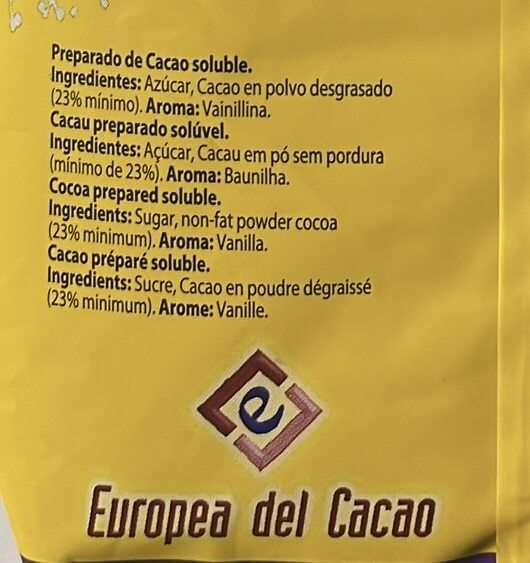 Preparado de Cacao soluble.
Ingredientes: Azúcar, Cacao en polvo desgrasado
(23% mínimo). Aroma: Vainillina.
Cacau preparado solúvel.
Ingredientes: Açúcar, Cacau em pó sem pordura
(mínimo de 23%). Aroma: Baunilha.
Cocoa prepared soluble.
Ingredients: Sugar, non-fat powder cocoa
(23% minimum). Aroma: Vanilla.
Cacao préparé soluble.
Ingredients: Sucre, Cacao en poudre dégraissé
(23% minimum). Arome: Vanille.
e
Europea del Cacao